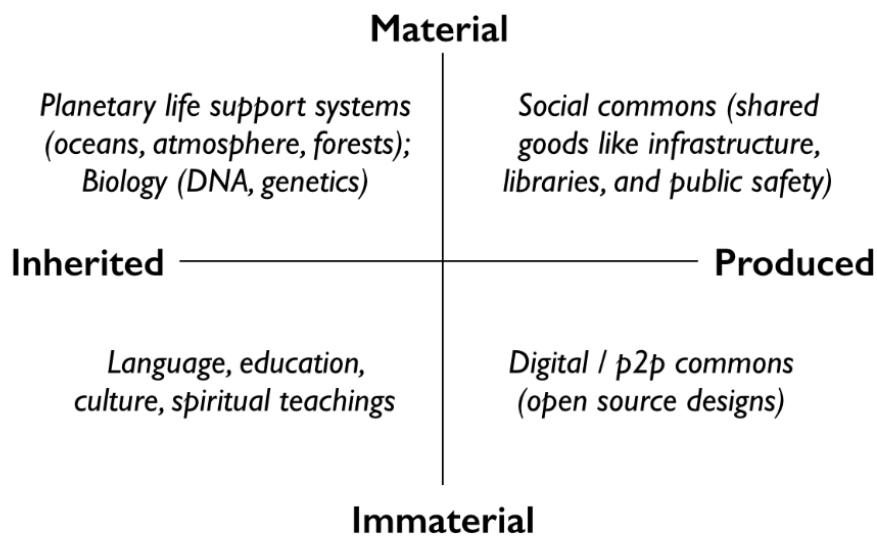 Material
Planetary life support systems
(oceans, atmosphere, forests);
Biology (DNA, genetics)
Social commons (shared
goods like infrastructure,
libraries, and public safety)
Inherited
Produced
Language, education,
culture, spiritual teachings
Digital / p2p commons
(open source designs)
Immaterial